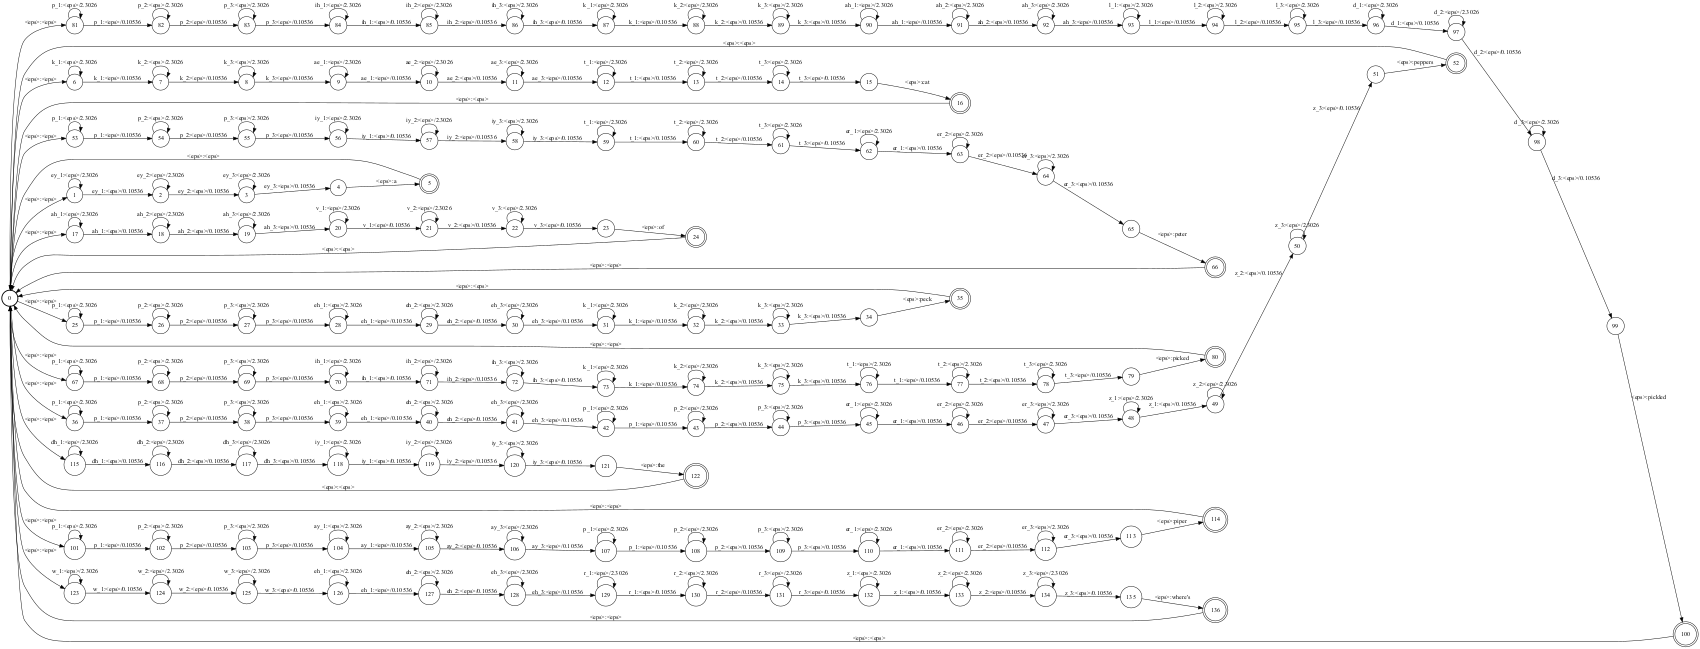 p_1:<eps>/2.3026 p_2:<eps>/2.3026 p_3:<eps>/2.3026 ih_1:<eps>/2.3026 ih_2:<eps>/2.3026 ih_3:<eps>/2.3026 k_1:<eps>/2.3026 k_2:<eps>/2.3026 k_3:<eps>/2.3026 ah_1:<eps>/2.3026 ah_2:<eps>/2.3026 ah_3:<eps>/2.3026 l_1:<eps>/2.3026 l_2:<eps>/2.3026 l_3:<eps>/2.3026 d_1:<eps>/2.3026 d_2:<eps>/2.3026
<eps>:<eps> 81 p_1:<eps>/0.10536 82 p_2:<eps>/0.10536 83 p_3:<eps>/0.10536 84 ih_1:<eps>/0.10536 85 ih_2:<eps>/0.10536 86 ih_3:<eps>/0.10536 87 k_1:<eps>/0.10536 88 k_2:<eps>/0.10536 89 k_3:<eps>/0.10536 90 ah_1:<eps>/0.10536 91 ah_2:<eps>/0.10536 92 ah_3:<eps>/0.10536 93 l_1:<eps>/0.10536 94 l_2:<eps>/0.10536 95 l_3:<eps>/0.10536 96 d_1:<eps>/0.10536 97
<eps>:<eps> d_2:<eps>/0.10536
k_1:<eps>/2.3026 k_2:<eps>/2.3026 k_3:<eps>/2.3026 ae_1:<eps>/2.3026 ae_2:<eps>/2.3026 ae_3:<eps>/2.3026 t_1:<eps>/2.3026 t_2:<eps>/2.3026 t_3:<eps>/2.3026 <eps>:peppers 52
<eps>:<eps> 6 k_1:<eps>/0.10536 7 k_2:<eps>/0.10536 8 k_3:<eps>/0.10536 9 ae_1:<eps>/0.10536 10 ae_2:<eps>/0.10536 11 ae_3:<eps>/0.10536 12 t_1:<eps>/0.10536 13 t_2:<eps>/0.10536 14 t_3:<eps>/0.10536 15 <eps>:cat 51
<eps>:<eps> 16
z_3:<eps>/0.10536
p_1:<eps>/2.3026 p_2:<eps>/2.3026 p_3:<eps>/2.3026 iy_1:<eps>/2.3026 iy_2:<eps>/2.3026 iy_3:<eps>/2.3026 t_1:<eps>/2.3026 t_2:<eps>/2.3026 t_3:<eps>/2.3026 er_1:<eps>/2.3026 er_2:<eps>/2.3026 d_3:<eps>/2.3026
<eps>:<eps> 53 p_1:<eps>/0.10536 54 p_2:<eps>/0.10536 55 p_3:<eps>/0.10536 56 iy_1:<eps>/0.10536 57 iy_2:<eps>/0.10536 58 iy_3:<eps>/0.10536 59 t_1:<eps>/0.10536 60 t_2:<eps>/0.10536 61 t_3:<eps>/0.10536 62 er_1:<eps>/0.10536 63 98
<eps>:<eps> er_2:<eps>/0.10536 er_3:<eps>/2.3026
ey_1:<eps>/2.3026 ey_2:<eps>/2.3026 ey_3:<eps>/2.3026 64 er_3:<eps>/0.10536 d_3:<eps>/0.10536
<eps>:<eps> 1 ey_1:<eps>/0.10536 2 ey_2:<eps>/0.10536 3 ey_3:<eps>/0.10536 4 <eps>:a 5
ah_1:<eps>/2.3026 ah_2:<eps>/2.3026 ah_3:<eps>/2.3026 v_1:<eps>/2.3026 v_2:<eps>/2.3026 v_3:<eps>/2.3026 z_3:<eps>/2.3026
<eps>:<eps> 17 ah_1:<eps>/0.10536 18 ah_2:<eps>/0.10536 19 ah_3:<eps>/0.10536 20 v_1:<eps>/0.10536 21 v_2:<eps>/0.10536 22 v_3:<eps>/0.10536 23 <eps>:of 24 65 <eps>:peter 50
<eps>:<eps>
<eps>:<eps> 66 z_2:<eps>/0.10536
<eps>:<eps>
0 <eps>:<eps> 35
p_1:<eps>/2.3026 p_2:<eps>/2.3026 p_3:<eps>/2.3026 eh_1:<eps>/2.3026 eh_2:<eps>/2.3026 eh_3:<eps>/2.3026 k_1:<eps>/2.3026 k_2:<eps>/2.3026 k_3:<eps>/2.3026 <eps>:peck
25 p_1:<eps>/0.10536 26 p_2:<eps>/0.10536 27 p_3:<eps>/0.10536 28 eh_1:<eps>/0.10536 29 eh_2:<eps>/0.10536 30 eh_3:<eps>/0.10536 31 k_1:<eps>/0.10536 32 k_2:<eps>/0.10536 33 k_3:<eps>/0.10536 34 99
<eps>:<eps>
<eps>:<eps> <eps>:picked 80
p_1:<eps>/2.3026 p_2:<eps>/2.3026 p_3:<eps>/2.3026 ih_1:<eps>/2.3026 ih_2:<eps>/2.3026 ih_3:<eps>/2.3026 k_1:<eps>/2.3026 k_2:<eps>/2.3026 k_3:<eps>/2.3026 t_1:<eps>/2.3026 t_2:<eps>/2.3026 t_3:<eps>/2.3026
<eps>:<eps> 67 p_1:<eps>/0.10536 68 p_2:<eps>/0.10536 69 p_3:<eps>/0.10536 70 ih_1:<eps>/0.10536 71 ih_2:<eps>/0.10536 72 ih_3:<eps>/0.10536 73 k_1:<eps>/0.10536 74 k_2:<eps>/0.10536 75 k_3:<eps>/0.10536 76 t_1:<eps>/0.10536 77 t_2:<eps>/0.10536 78 t_3:<eps>/0.10536 79
p_1:<eps>/2.3026 p_2:<eps>/2.3026 p_3:<eps>/2.3026 eh_1:<eps>/2.3026 eh_2:<eps>/2.3026 eh_3:<eps>/2.3026 p_1:<eps>/2.3026 p_2:<eps>/2.3026 p_3:<eps>/2.3026 er_1:<eps>/2.3026 er_2:<eps>/2.3026 er_3:<eps>/2.3026 z_1:<eps>/2.3026 z_2:<eps>/2.3026 <eps>:pickled
<eps>:<eps> 36 p_1:<eps>/0.10536 37 p_2:<eps>/0.10536 38 p_3:<eps>/0.10536 39 eh_1:<eps>/0.10536 40 eh_2:<eps>/0.10536 41 eh_3:<eps>/0.10536 42 p_1:<eps>/0.10536 43 p_2:<eps>/0.10536 44 p_3:<eps>/0.10536 45 er_1:<eps>/0.10536 46 er_2:<eps>/0.10536 47 er_3:<eps>/0.10536 48 z_1:<eps>/0.10536 49
dh_1:<eps>/2.3026 dh_2:<eps>/2.3026 dh_3:<eps>/2.3026 iy_1:<eps>/2.3026 iy_2:<eps>/2.3026 iy_3:<eps>/2.3026
115 dh_1:<eps>/0.10536 116 dh_2:<eps>/0.10536 117 dh_3:<eps>/0.10536 118 iy_1:<eps>/0.10536 119 iy_2:<eps>/0.10536 120 iy_3:<eps>/0.10536 121 <eps>:the 122
<eps>:<eps>
<eps>:<eps>
<eps>:<eps> <eps>:piper 114
p_1:<eps>/2.3026 p_2:<eps>/2.3026 p_3:<eps>/2.3026 ay_1:<eps>/2.3026 ay_2:<eps>/2.3026 ay_3:<eps>/2.3026 p_1:<eps>/2.3026 p_2:<eps>/2.3026 p_3:<eps>/2.3026 er_1:<eps>/2.3026 er_2:<eps>/2.3026 er_3:<eps>/2.3026
<eps>:<eps> 101 p_1:<eps>/0.10536 102 p_2:<eps>/0.10536 103 p_3:<eps>/0.10536 104 ay_1:<eps>/0.10536 105 ay_2:<eps>/0.10536 106 ay_3:<eps>/0.10536 107 p_1:<eps>/0.10536 108 p_2:<eps>/0.10536 109 p_3:<eps>/0.10536 110 er_1:<eps>/0.10536 111 er_2:<eps>/0.10536 112 er_3:<eps>/0.10536 113
w_1:<eps>/2.3026 w_2:<eps>/2.3026 w_3:<eps>/2.3026 eh_1:<eps>/2.3026 eh_2:<eps>/2.3026 eh_3:<eps>/2.3026 r_1:<eps>/2.3026 r_2:<eps>/2.3026 r_3:<eps>/2.3026 z_1:<eps>/2.3026 z_2:<eps>/2.3026 z_3:<eps>/2.3026
123 w_1:<eps>/0.10536 124 w_2:<eps>/0.10536 125 w_3:<eps>/0.10536 126 eh_1:<eps>/0.10536 127 eh_2:<eps>/0.10536 128 eh_3:<eps>/0.10536 129 r_1:<eps>/0.10536 130 r_2:<eps>/0.10536 131 r_3:<eps>/0.10536 132 z_1:<eps>/0.10536 133 z_2:<eps>/0.10536 134 z_3:<eps>/0.10536 135 <eps>:where's 136
<eps>:<eps>
<eps>:<eps> 100